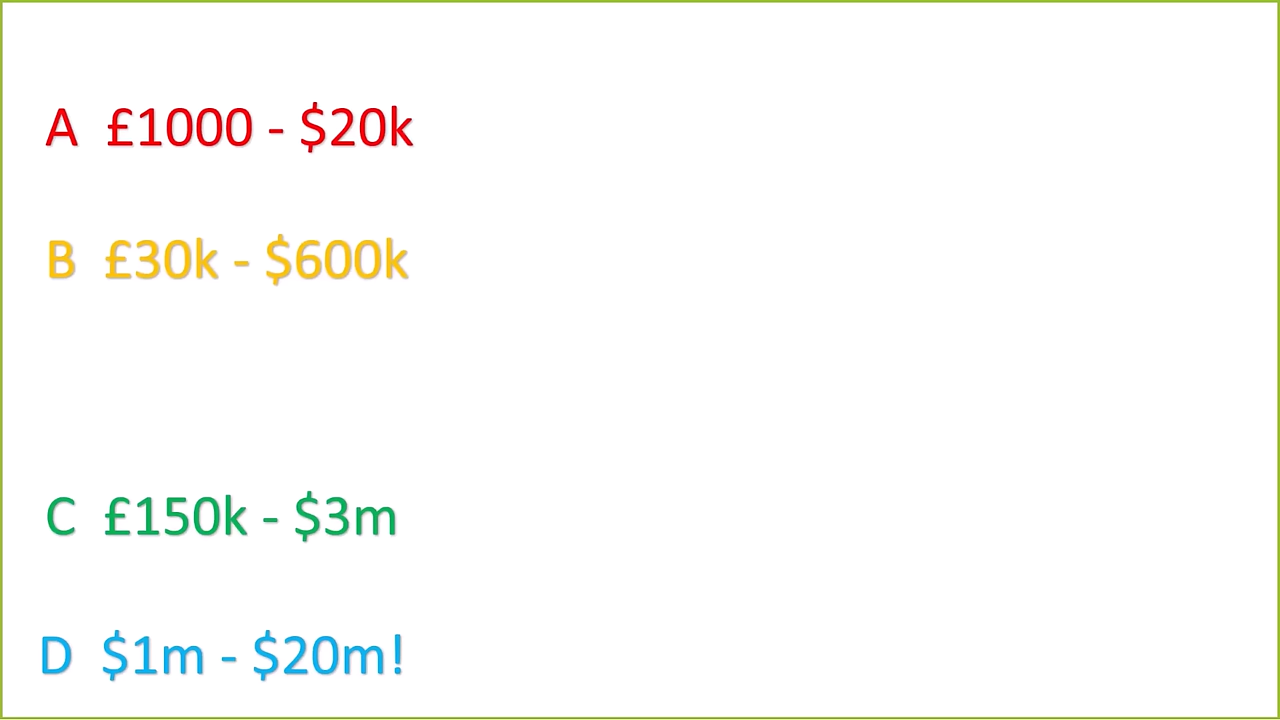 A £1000 - $20k
B £30k - $600k
C £150k - $3m
D $1m - $20m!